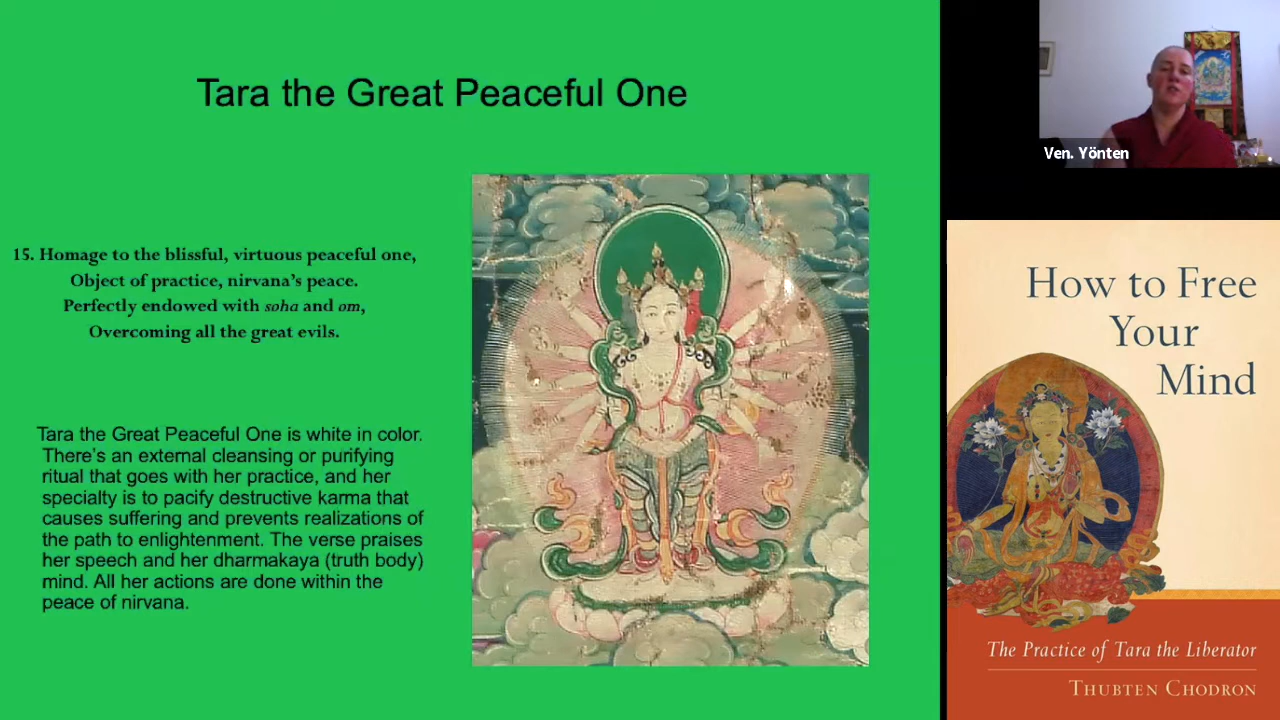 Tara the Great Peaceful One
15. Homage to the blissful, virtuous peaceful one,
Object of practice, nirvana's peace.
Perfectly endowed with soha and om,
Overcoming all the great evils.
Tara the Great Peaceful One is white in color.
There's an external cleansing or purifying
ritual that goes with her practice, and her
specialty is to pacify destructive karma that
causes suffering and prevents realizations of
the path to enlightenment. The verse praises
her speech and her dharmakaya (truth body)
mind. All her actions are done within the
peace of nirvana.
Ven. Yönten
How to Free
Your
Mind
The Practice of Tara the Liberator
THUBTEN CHODRON